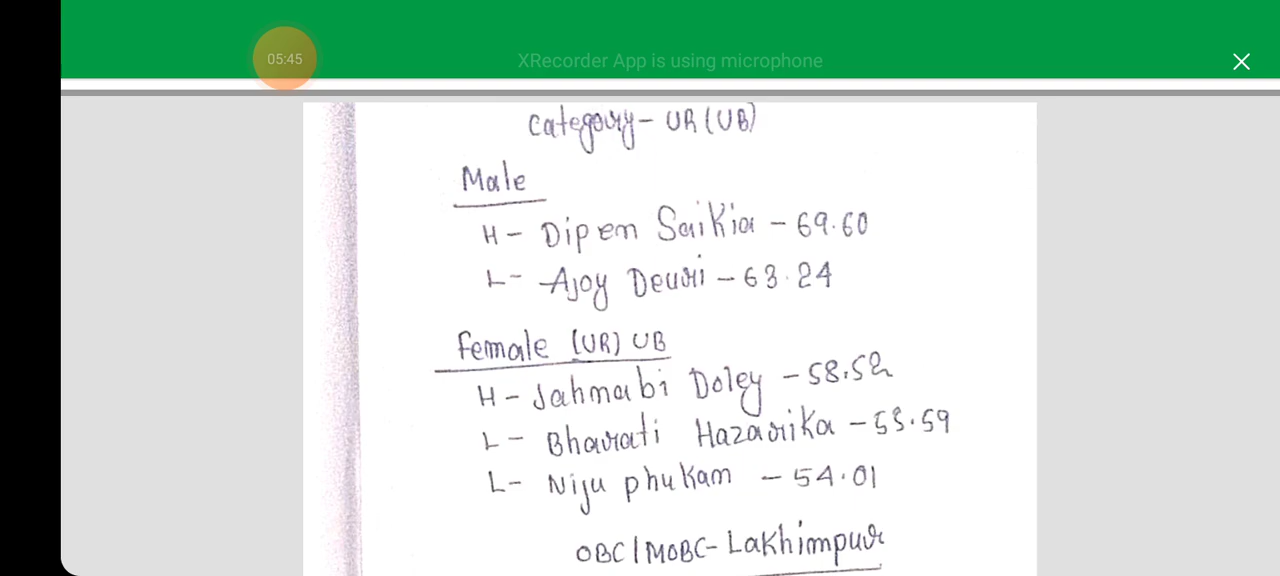 05:45
XRecorder App is using microphone
Category- UR (UB)
Male
H- Dipen Saikia - 69.60
L- Ajoy Deuri - 63.24
Female (UR) UB
H- Jahnabi Doley - 58.52
L- Bharati Hazarika - 53.59
L- Niju phukan - 54.01
OBC/MOBC- Lakhimpur